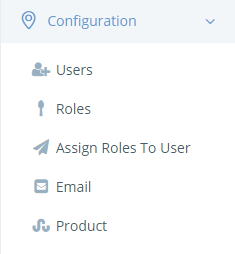 Configuration
Users
Roles
Assign Roles To User
Email
Product